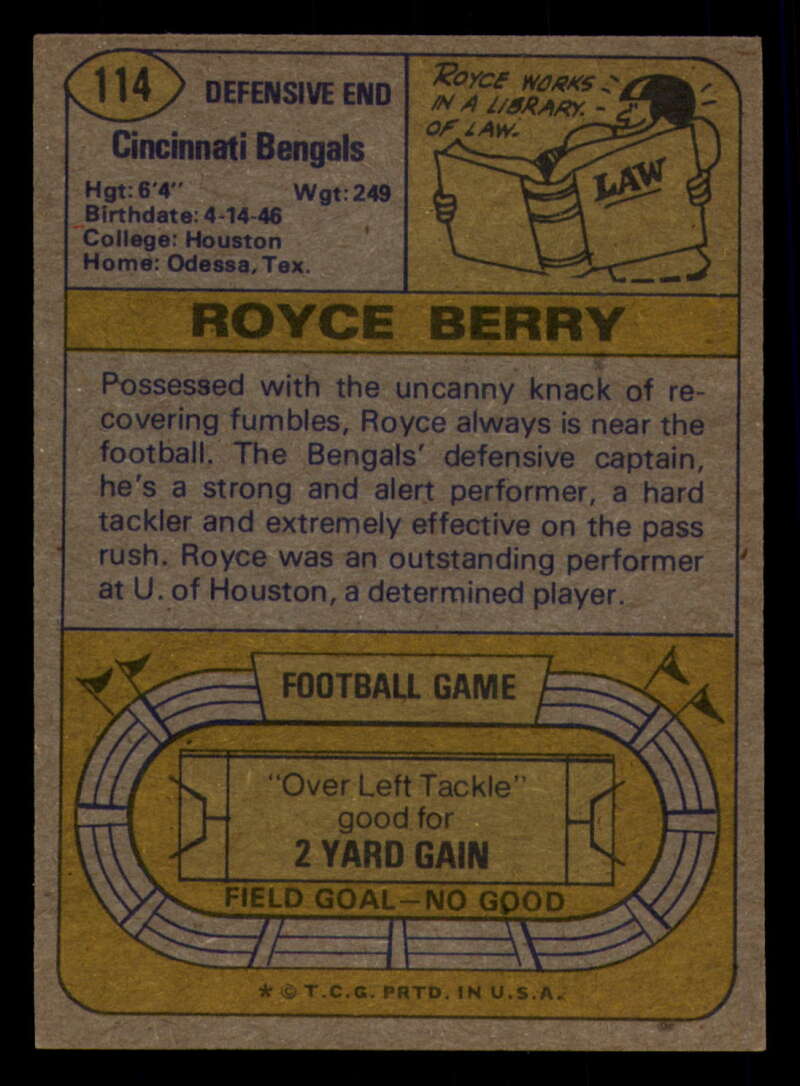 114
DEFENSIVE END
Cincinnati Bengals
Hgt: 6'4" Wgt: 249
Birthdate: 4-14-46
College: Houston
Home: Odessa, Tex.
ROYCE WORKS
IN A LIBRARY
OF LAW.
LAW
ROYCE BERRY
Possessed with the uncanny knack of re-
covering fumbles, Royce always is near the
football. The Bengals' defensive captain,
he's a strong and alert performer, a hard
tackler and extremely effective on the pass
rush. Royce was an outstanding performer
at U. of Houston, a determined player.
FOOTBALL GAME
"Over Left Tackle"
good for
2 YARD GAIN
FIELD GOAL—NO GOOD
* © T.C.G. PRTD. IN U.S.A.